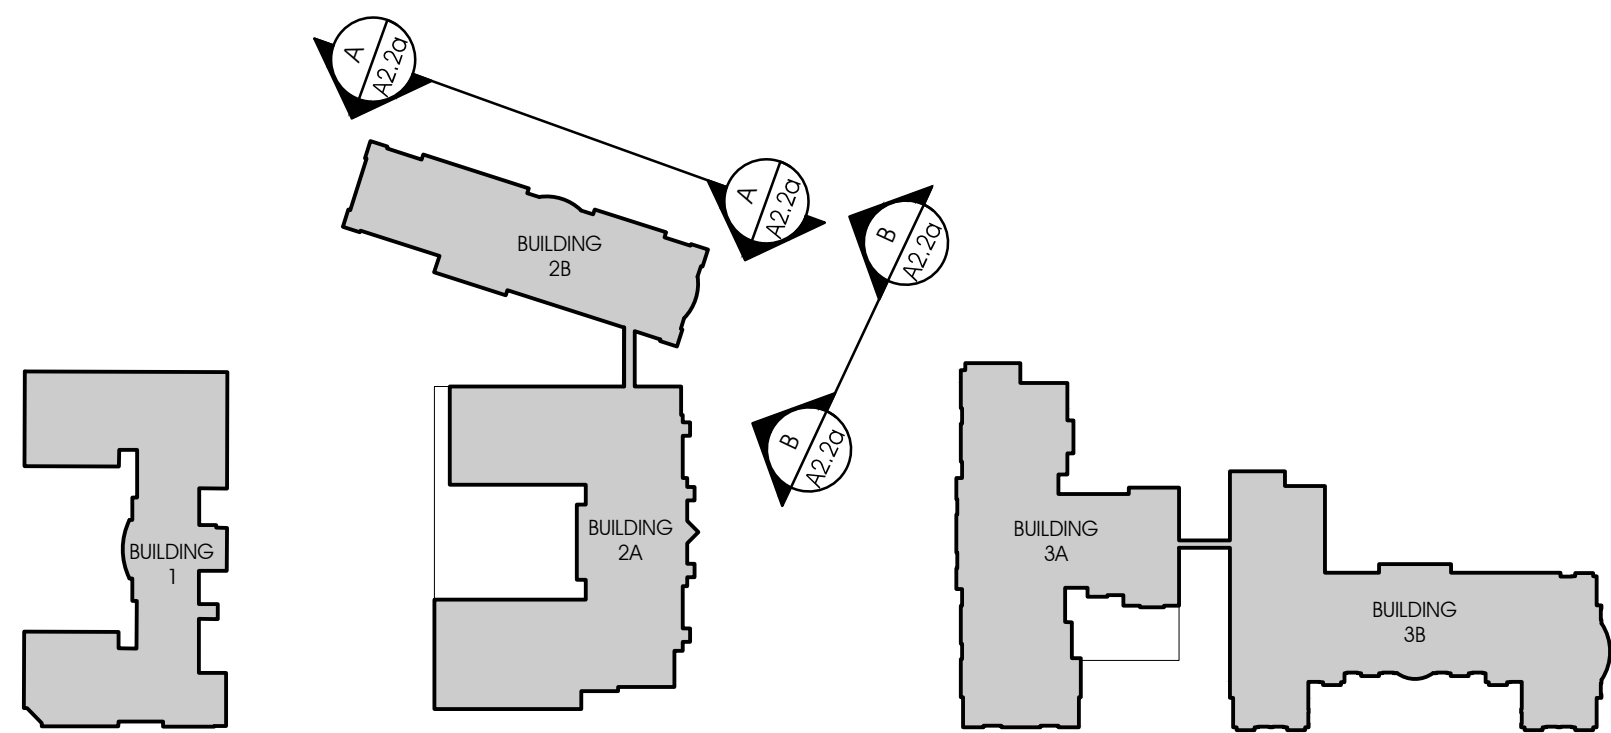 A
A2.2a
A
A2.2a
B
A2.2a
B
A2.2a
BUILDING
2B
BUILDING
1
BUILDING
2A
BUILDING
3A
BUILDING
3B